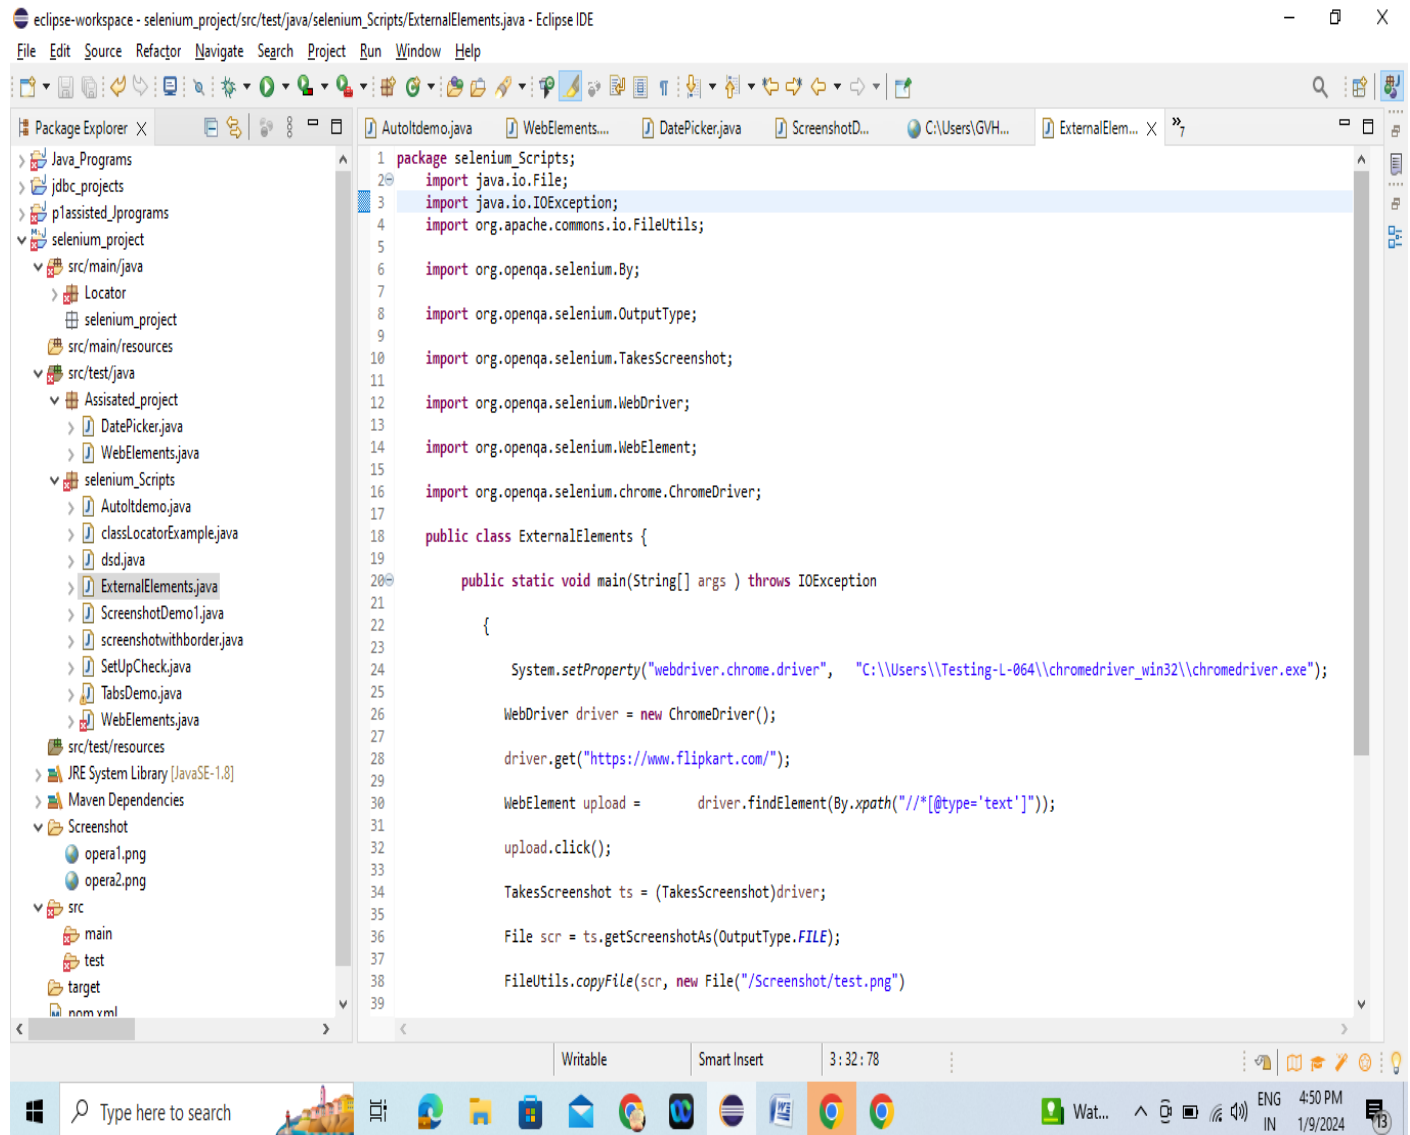 eclipse-workspace - selenium_project/src/test/java/selenium_Scripts/ExternalElements.java - Eclipse IDE
File Edit Source Refactor Navigate Search Project Run Window Help
Package Explorer
AutoItdemo.java WebElements.... DatePicker.java ScreenshotD... C:\Users\GVH... ExternalElem... »7
Java_Programs
jdbc_projects
p1assisted_Jprograms
selenium_project
src/main/java
Locator
selenium_project
src/main/resources
src/test/java
Assisated_project
DatePicker.java
WebElements.java
selenium_Scripts
AutoItdemo.java
classLocatorExample.java
dsd.java
ExternalElements.java
ScreenshotDemo1.java
screenshotwithborder.java
SetUpCheck.java
TabsDemo.java
WebElements.java
src/test/resources
JRE System Library [JavaSE-1.8]
Maven Dependencies
Screenshot
opera1.png
opera2.png
src
main
test
target
pom.xml
1 package selenium_Scripts;
2 import java.io.File;
3 import java.io.IOException;
4 import org.apache.commons.io.FileUtils;
5
6 import org.openqa.selenium.By;
7
8 import org.openqa.selenium.OutputType;
9
10 import org.openqa.selenium.TakesScreenshot;
11
12 import org.openqa.selenium.WebDriver;
13
14 import org.openqa.selenium.WebElement;
15
16 import org.openqa.selenium.chrome.ChromeDriver;
17
18 public class ExternalElements {
19
20 public static void main(String[] args ) throws IOException
21
22 {
23
24 System.setProperty("webdriver.chrome.driver", "C:\\Users\\Testing-L-064\\chromedriver_win32\\chromedriver.exe");
25
26 WebDriver driver = new ChromeDriver();
27
28 driver.get("https://www.flipkart.com/");
29
30 WebElement upload = driver.findElement(By.xpath("//*[@type='text']"));
31
32 upload.click();
33
34 TakesScreenshot ts = (TakesScreenshot)driver;
35
36 File scr = ts.getScreenshotAs(OutputType.FILE);
37
38 FileUtils.copyFile(scr, new File("/Screenshot/test.png")
39
Writable Smart Insert 3 : 32 : 78
Type here to search
Wat...
ENG
IN
4:50 PM
1/9/2024
13